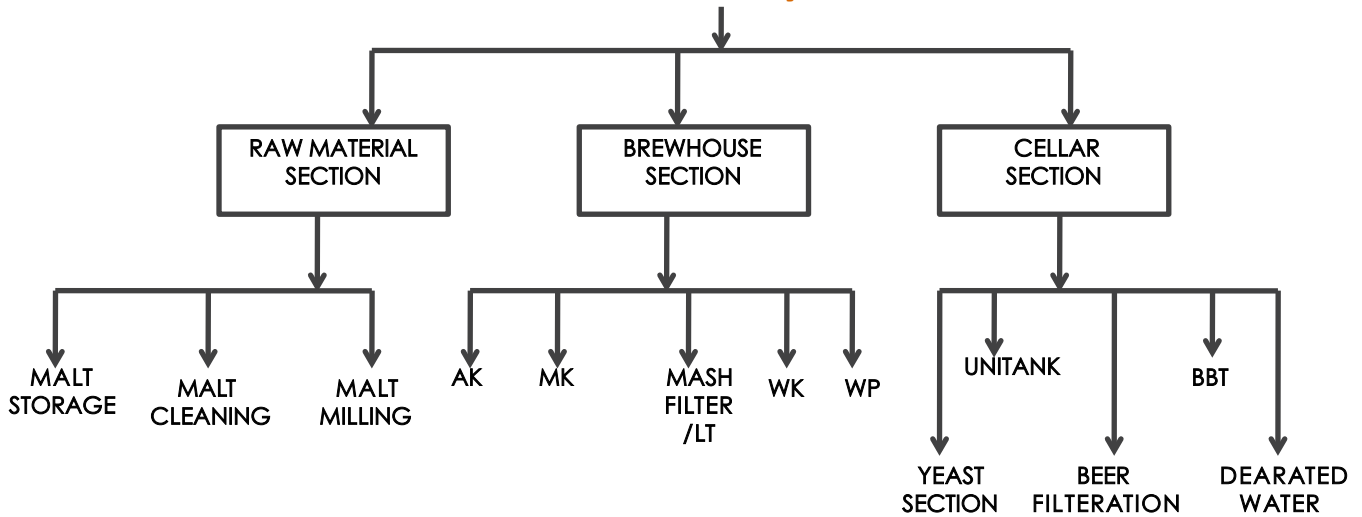 RAW MATERIAL
SECTION
BREWHOUSE
SECTION
CELLAR
SECTION
MALT
STORAGE
MALT
CLEANING
MALT
MILLING
AK
MK
MASH
FILTER
/LT
WK
WP
YEAST
SECTION
UNITANK
BEER
FILTERATION
BBT
DEARATED
WATER